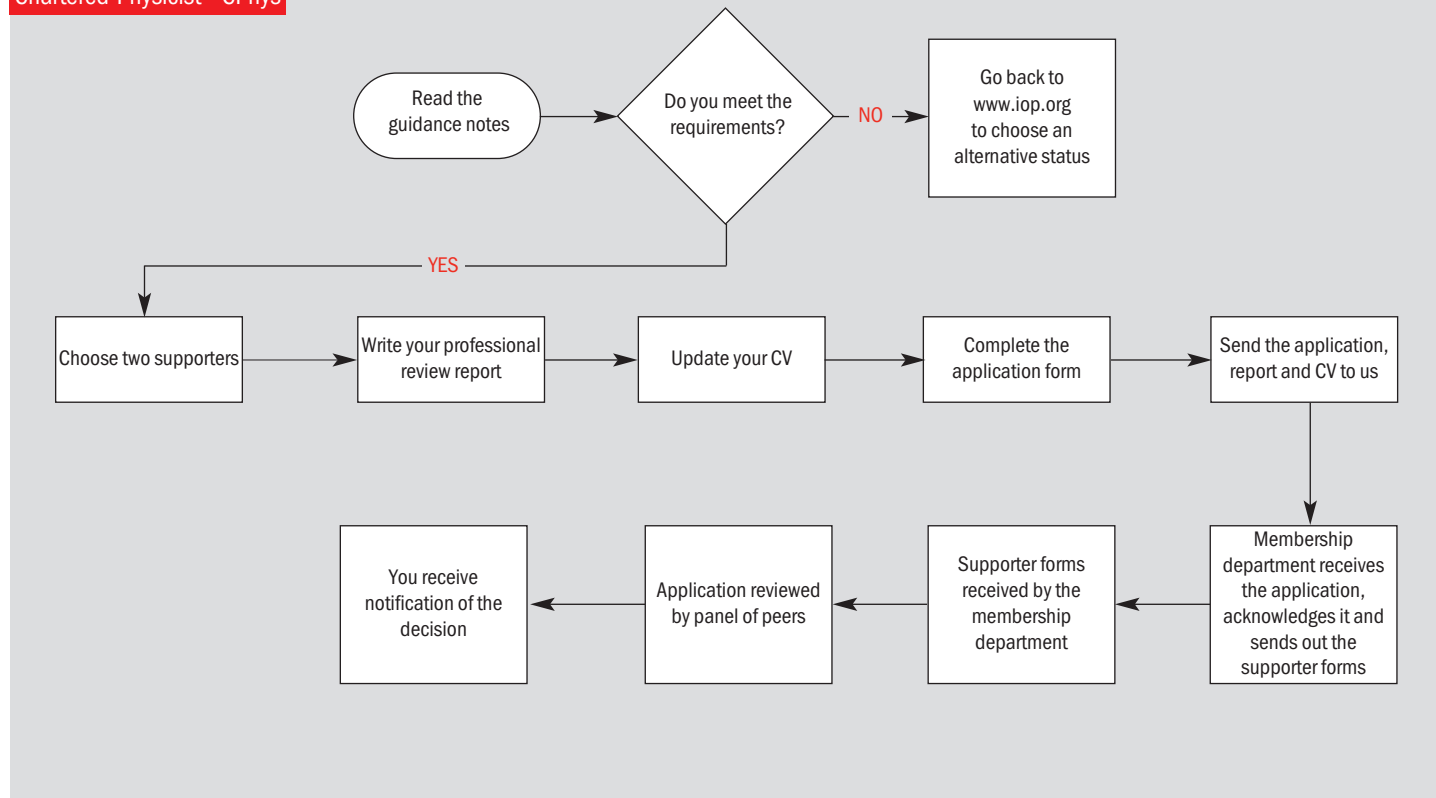 Chartered Physicist – CPhys
Read the
guidance notes
Do you meet the
requirements?
NO
Go back to
www.iop.org
to choose an
alternative status
YES
Choose two supporters
Write your professional
review report
Update your CV
Complete the
application form
Send the application,
report and CV to us
Membership
department receives
the application,
acknowledges it and
sends out the
supporter forms
Supporter forms
received by the
membership
department
Application reviewed
by panel of peers
You receive
notification of the
decision